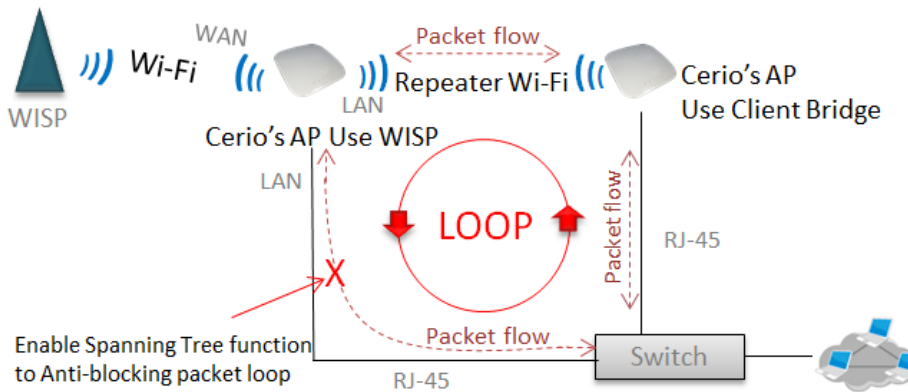 WISP
Wi-Fi
WAN
LAN
Packet flow
Repeater Wi-Fi
Cerio's AP
Use Client Bridge
Cerio's AP Use WISP
LAN
LOOP
Packet flow
RJ-45
X
Enable Spanning Tree function
to Anti-blocking packet loop
Packet flow
RJ-45
Switch